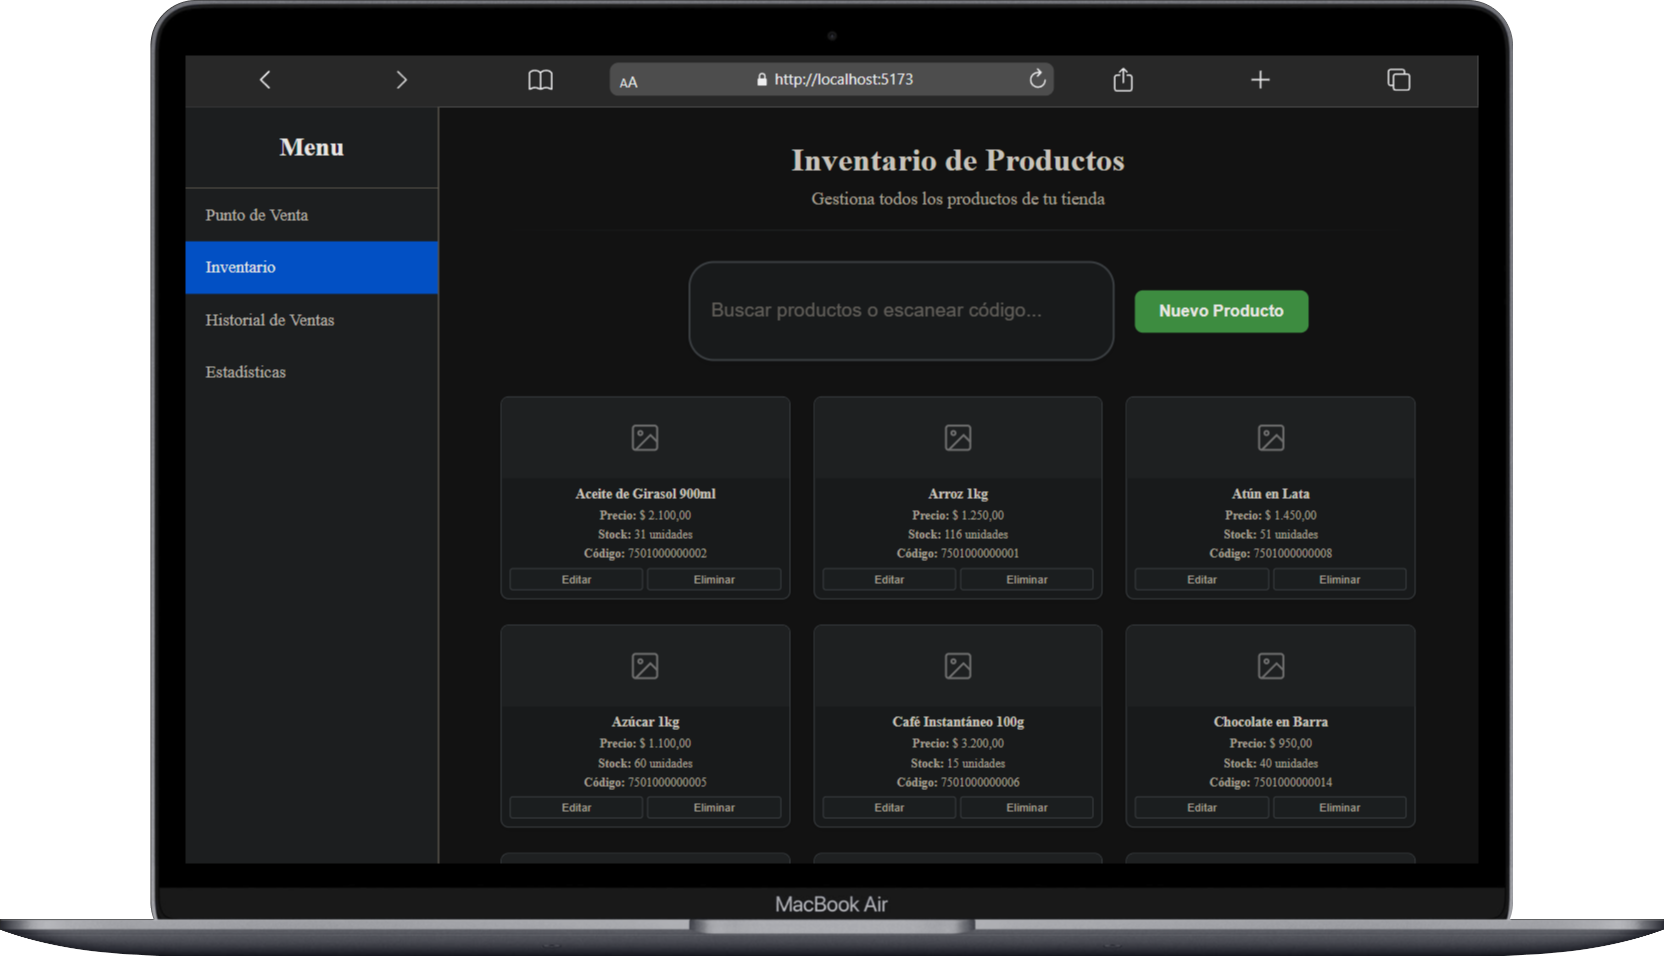 AA
http://localhost:5173
Menu
Punto de Venta
Inventario
Historial de Ventas
Estadísticas
Inventario de Productos
Gestiona todos los productos de tu tienda
Buscar productos o escanear código...
Nuevo Producto
Aceite de Girasol 900ml
Precio: $ 2.100,00
Stock: 31 unidades
Código: 7501000000002
Editar Eliminar
Arroz 1kg
Precio: $ 1.250,00
Stock: 116 unidades
Código: 7501000000001
Editar Eliminar
Atún en Lata
Precio: $ 1.450,00
Stock: 51 unidades
Código: 7501000000008
Editar Eliminar
Azúcar 1kg
Precio: $ 1.100,00
Stock: 60 unidades
Código: 7501000000005
Editar Eliminar
Café Instantáneo 100g
Precio: $ 3.200,00
Stock: 15 unidades
Código: 7501000000006
Editar Eliminar
Chocolate en Barra
Precio: $ 950,00
Stock: 40 unidades
Código: 7501000000014
Editar Eliminar
MacBook Air